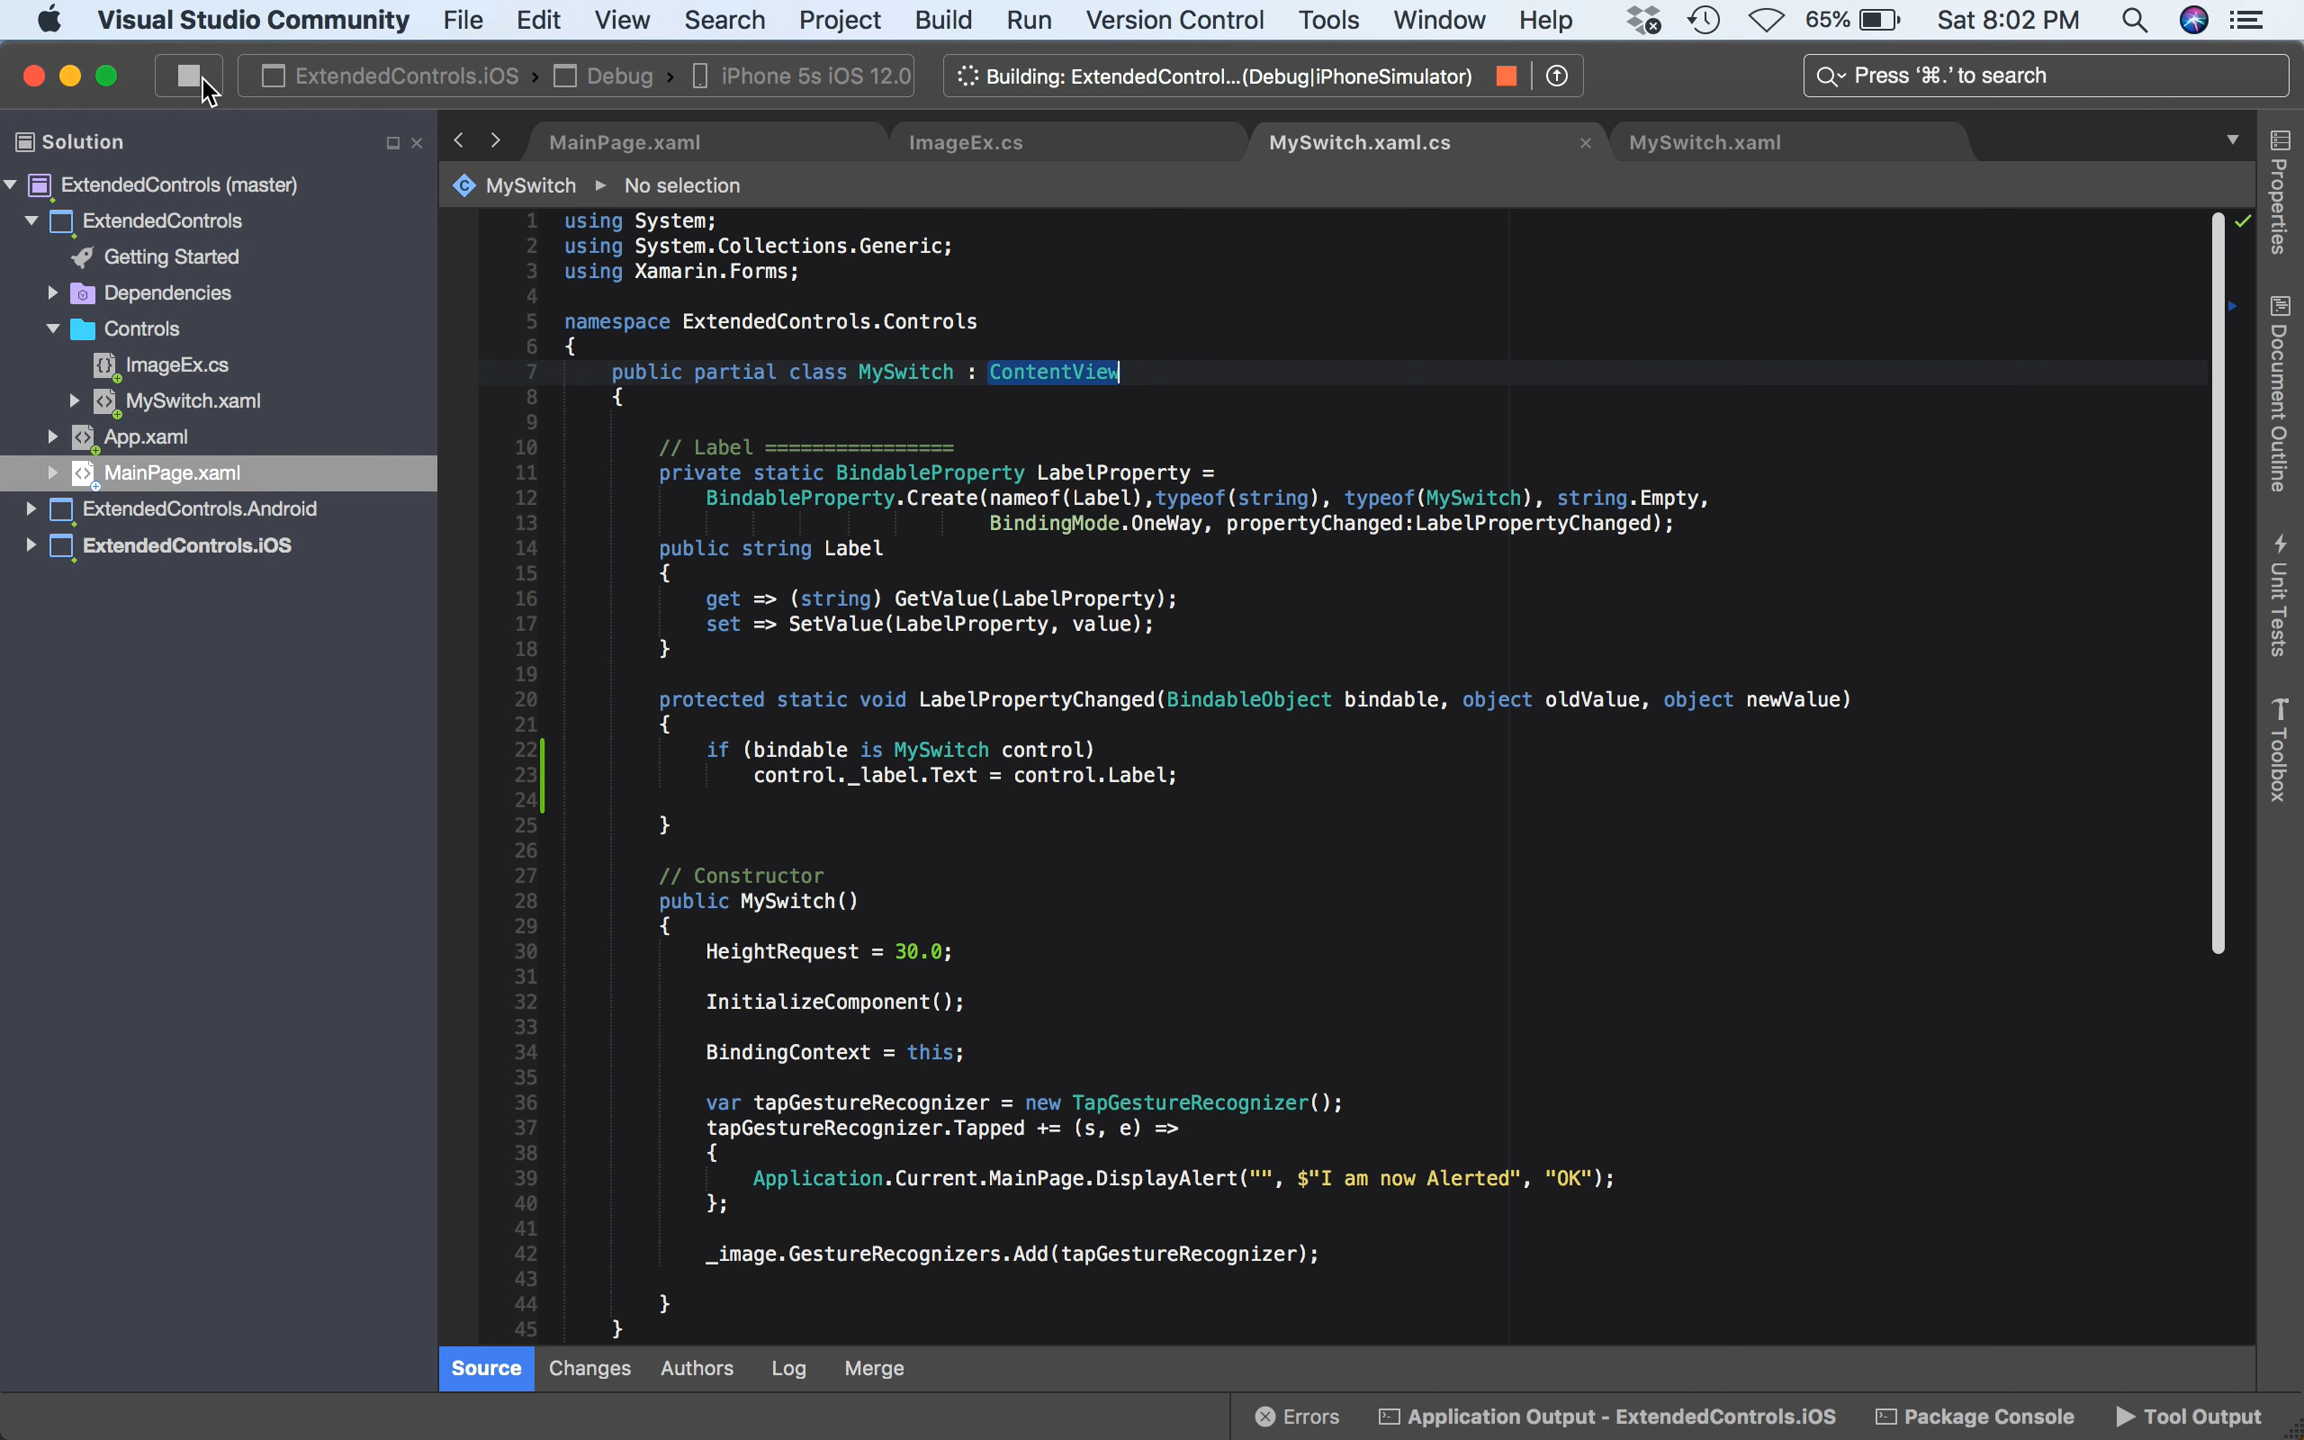 Visual Studio Community File Edit View Search Project Build Run Version Control Tools Window Help 65% Sat 8:02 PM
ExtendedControls.iOS › Debug › iPhone 5s iOS 12.0 Building: ExtendedControl...(Debug|iPhoneSimulator) Press ‘⌘.’ to search
Solution
ExtendedControls (master)
ExtendedControls
Getting Started
Dependencies
Controls
ImageEx.cs
MySwitch.xaml
App.xaml
MainPage.xaml
ExtendedControls.Android
ExtendedControls.iOS
MainPage.xaml ImageEx.cs MySwitch.xaml.cs MySwitch.xaml
MySwitch ▸ No selection
1 using System;
2 using System.Collections.Generic;
3 using Xamarin.Forms;
4
5 namespace ExtendedControls.Controls
6 {
7 public partial class MySwitch : ContentView
8 {
9
10 // Label ================
11 private static BindableProperty LabelProperty =
12 BindableProperty.Create(nameof(Label),typeof(string), typeof(MySwitch), string.Empty,
13 BindingMode.OneWay, propertyChanged:LabelPropertyChanged);
14 public string Label
15 {
16 get => (string) GetValue(LabelProperty);
17 set => SetValue(LabelProperty, value);
18 }
19
20 protected static void LabelPropertyChanged(BindableObject bindable, object oldValue, object newValue)
21 {
22 if (bindable is MySwitch control)
23 control._label.Text = control.Label;
24
25 }
26
27 // Constructor
28 public MySwitch()
29 {
30 HeightRequest = 30.0;
31
32 InitializeComponent();
33
34 BindingContext = this;
35
36 var tapGestureRecognizer = new TapGestureRecognizer();
37 tapGestureRecognizer.Tapped += (s, e) =>
38 {
39 Application.Current.MainPage.DisplayAlert("", $"I am now Alerted", "OK");
40 };
41
42 _image.GestureRecognizers.Add(tapGestureRecognizer);
43
44 }
45 }
Properties
Document Outline
Unit Tests
Toolbox
Source Changes Authors Log Merge
Errors Application Output - ExtendedControls.iOS Package Console Tool Output